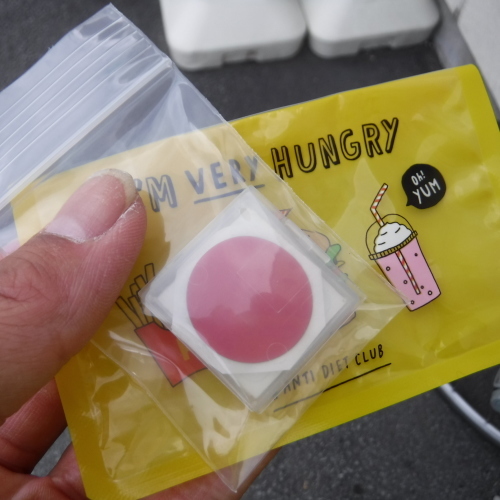 I'M VERY HUNGRY
Oh!
YUM
ANTI DIET CLUB